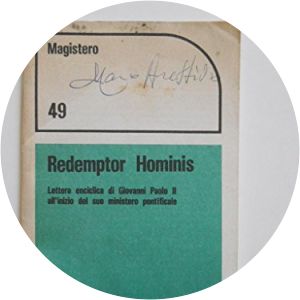 Magistero
49
Redemptor Hominis
Lettera enciclica di Giovanni Paolo II
all'inizio del suo ministero pontificale